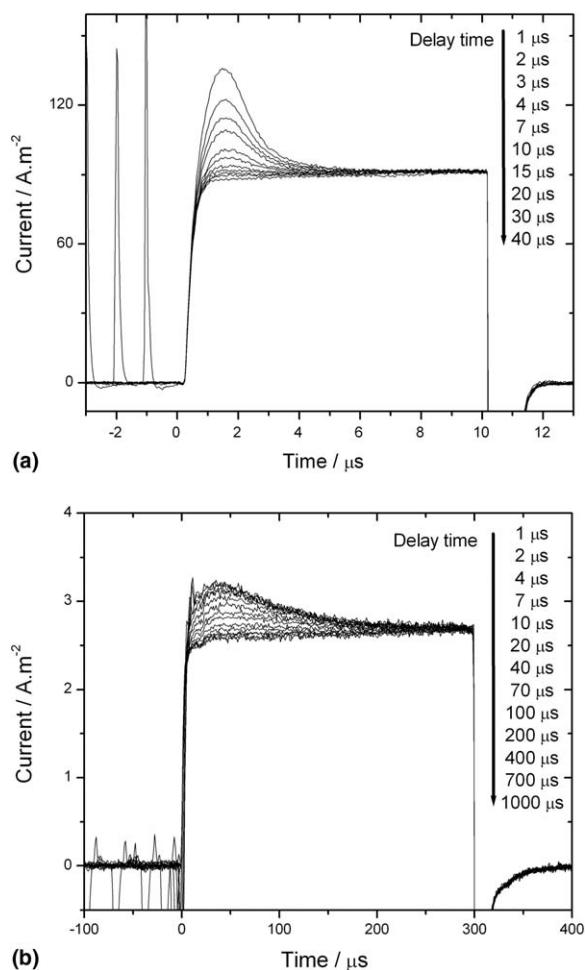 Delay time
1 μs
2 μs
3 μs
4 μs
7 μs
10 μs
15 μs
20 μs
30 μs
40 μs
120
60
0
Current / A.m-2
-2 0 2 4 6 8 10 12
Time / μs
(a)
Delay time
1 μs
2 μs
4 μs
7 μs
10 μs
20 μs
40 μs
70 μs
100 μs
200 μs
400 μs
700 μs
1000 μs
4
3
2
1
0
Current / A.m-2
-100 0 100 200 300 400
Time / μs
(b)